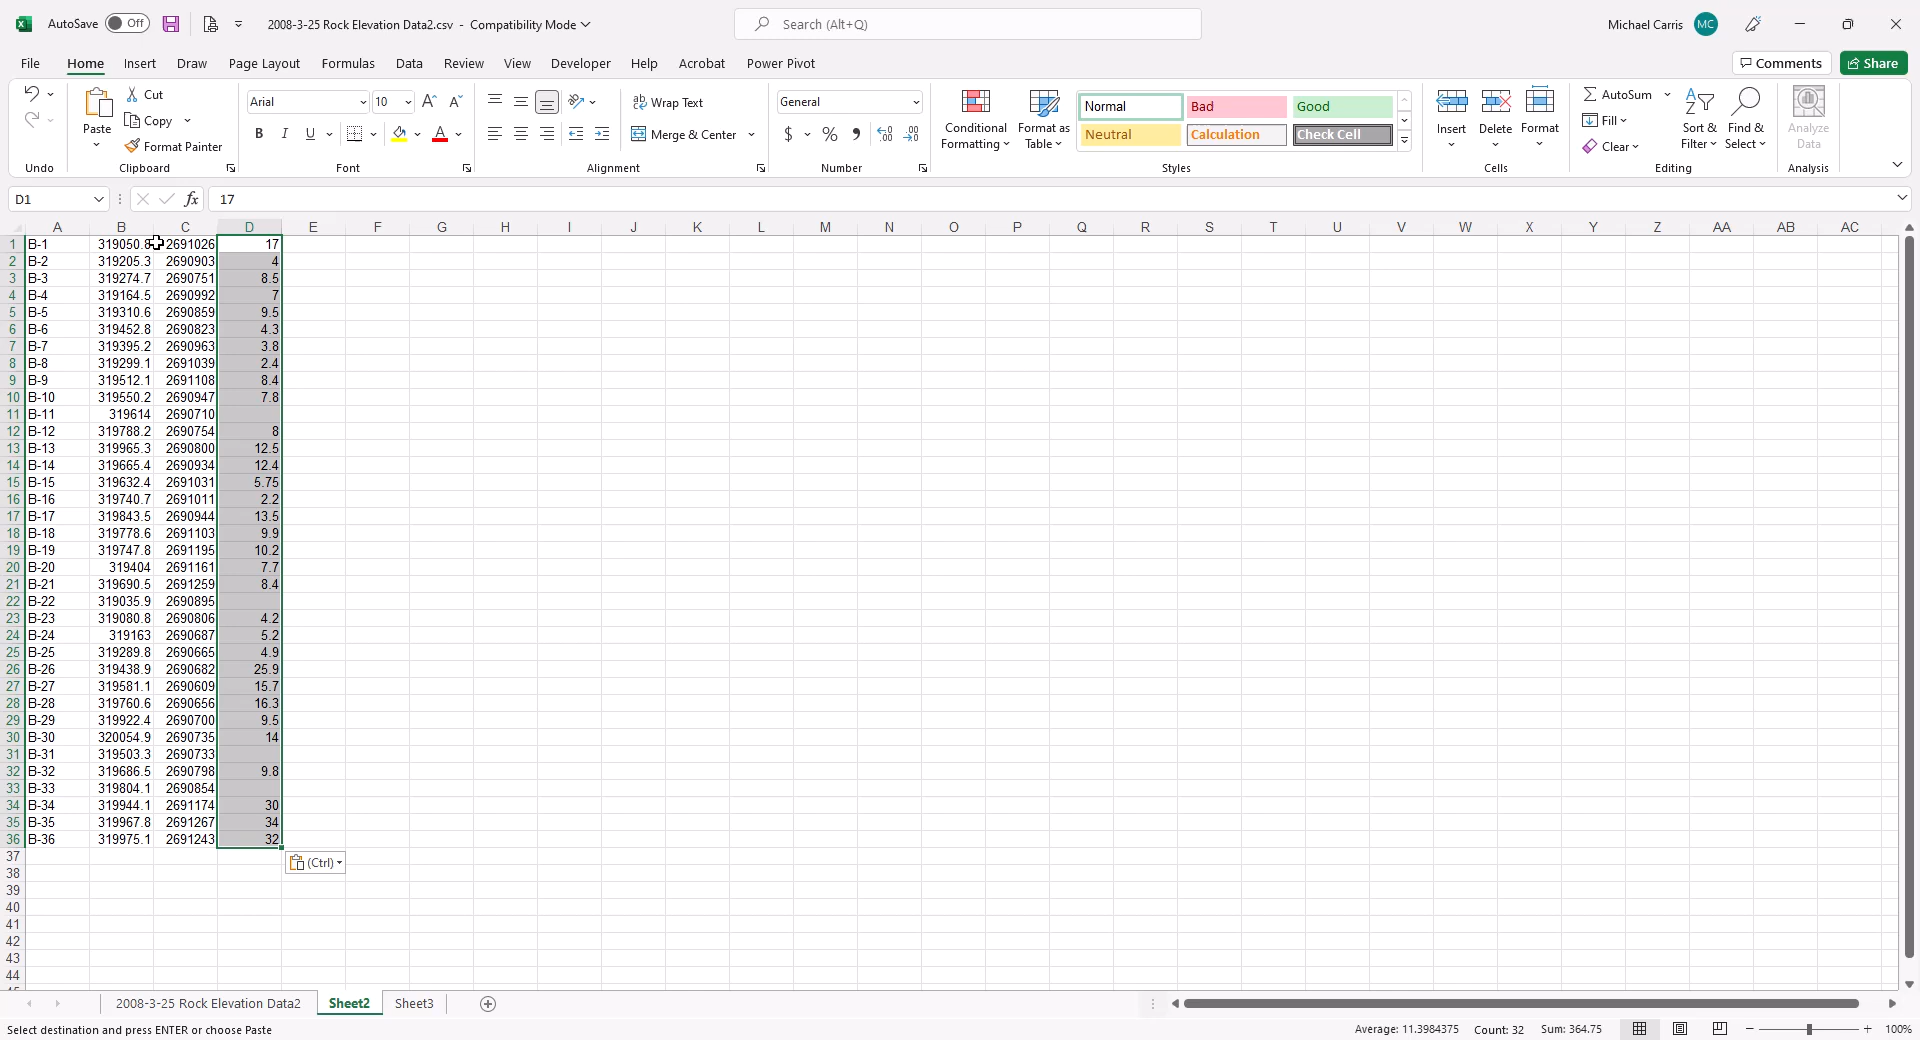 AutoSave Off 2008-3-25 Rock Elevation Data2.csv - Compatibility Mode Search (Alt+Q) Michael Carris MC
File Home Insert Draw Page Layout Formulas Data Review View Developer Help Acrobat Power Pivot Comments Share
Paste Cut Copy Format Painter
Arial 10 A A B I U A
ab Wrap Text Merge & Center
General $ % ,
Conditional Formatting Format as Table
Normal Bad Good
Neutral Calculation Check Cell
Insert Delete Format
AutoSum Fill Clear Sort & Filter Find & Select
Analyze Data
Undo Clipboard Font Alignment Number Styles Cells Editing Analysis
D1 fx 17
A B C D E F G H I J K L M N O P Q R S T U V W X Y Z AA AB AC
1 B-1 319050.8 2691026 17
2 B-2 319205.3 2690903 4
3 B-3 319274.7 2690751 8.5
4 B-4 319164.5 2690992 7
5 B-5 319310.6 2690859 9.5
6 B-6 319452.8 2690823 4.3
7 B-7 319395.2 2690963 3.8
8 B-8 319299.1 2691039 2.4
9 B-9 319512.1 2691108 8.4
10 B-10 319550.2 2690947 7.8
11 B-11 319614 2690710
12 B-12 319788.2 2690754 8
13 B-13 319965.3 2690800 12.5
14 B-14 319665.4 2690934 12.4
15 B-15 319632.4 2691031 5.75
16 B-16 319740.7 2691011 2.2
17 B-17 319843.5 2690944 13.5
18 B-18 319778.6 2691103 9.9
19 B-19 319747.8 2691195 10.2
20 B-20 319404 2691161 7.7
21 B-21 319690.5 2691259 8.4
22 B-22 319035.9 2690895
23 B-23 319080.8 2690806 4.2
24 B-24 319163 2690687 5.2
25 B-25 319289.8 2690665 4.9
26 B-26 319438.9 2690682 25.9
27 B-27 319581.1 2690609 15.7
28 B-28 319760.6 2690656 16.3
29 B-29 319922.4 2690700 9.5
30 B-30 320054.9 2690735 14
31 B-31 319503.3 2690733
32 B-32 319686.5 2690798 9.8
33 B-33 319804.1 2690854
34 B-34 319944.1 2691174 30
35 B-35 319967.8 2691267 34
36 B-36 319975.1 2691243 32
37 (Ctrl)
38
39
40
41
42
43
44
2008-3-25 Rock Elevation Data2 Sheet2 Sheet3
Select destination and press ENTER or choose Paste Average: 11.3984375 Count: 32 Sum: 364.75 100%